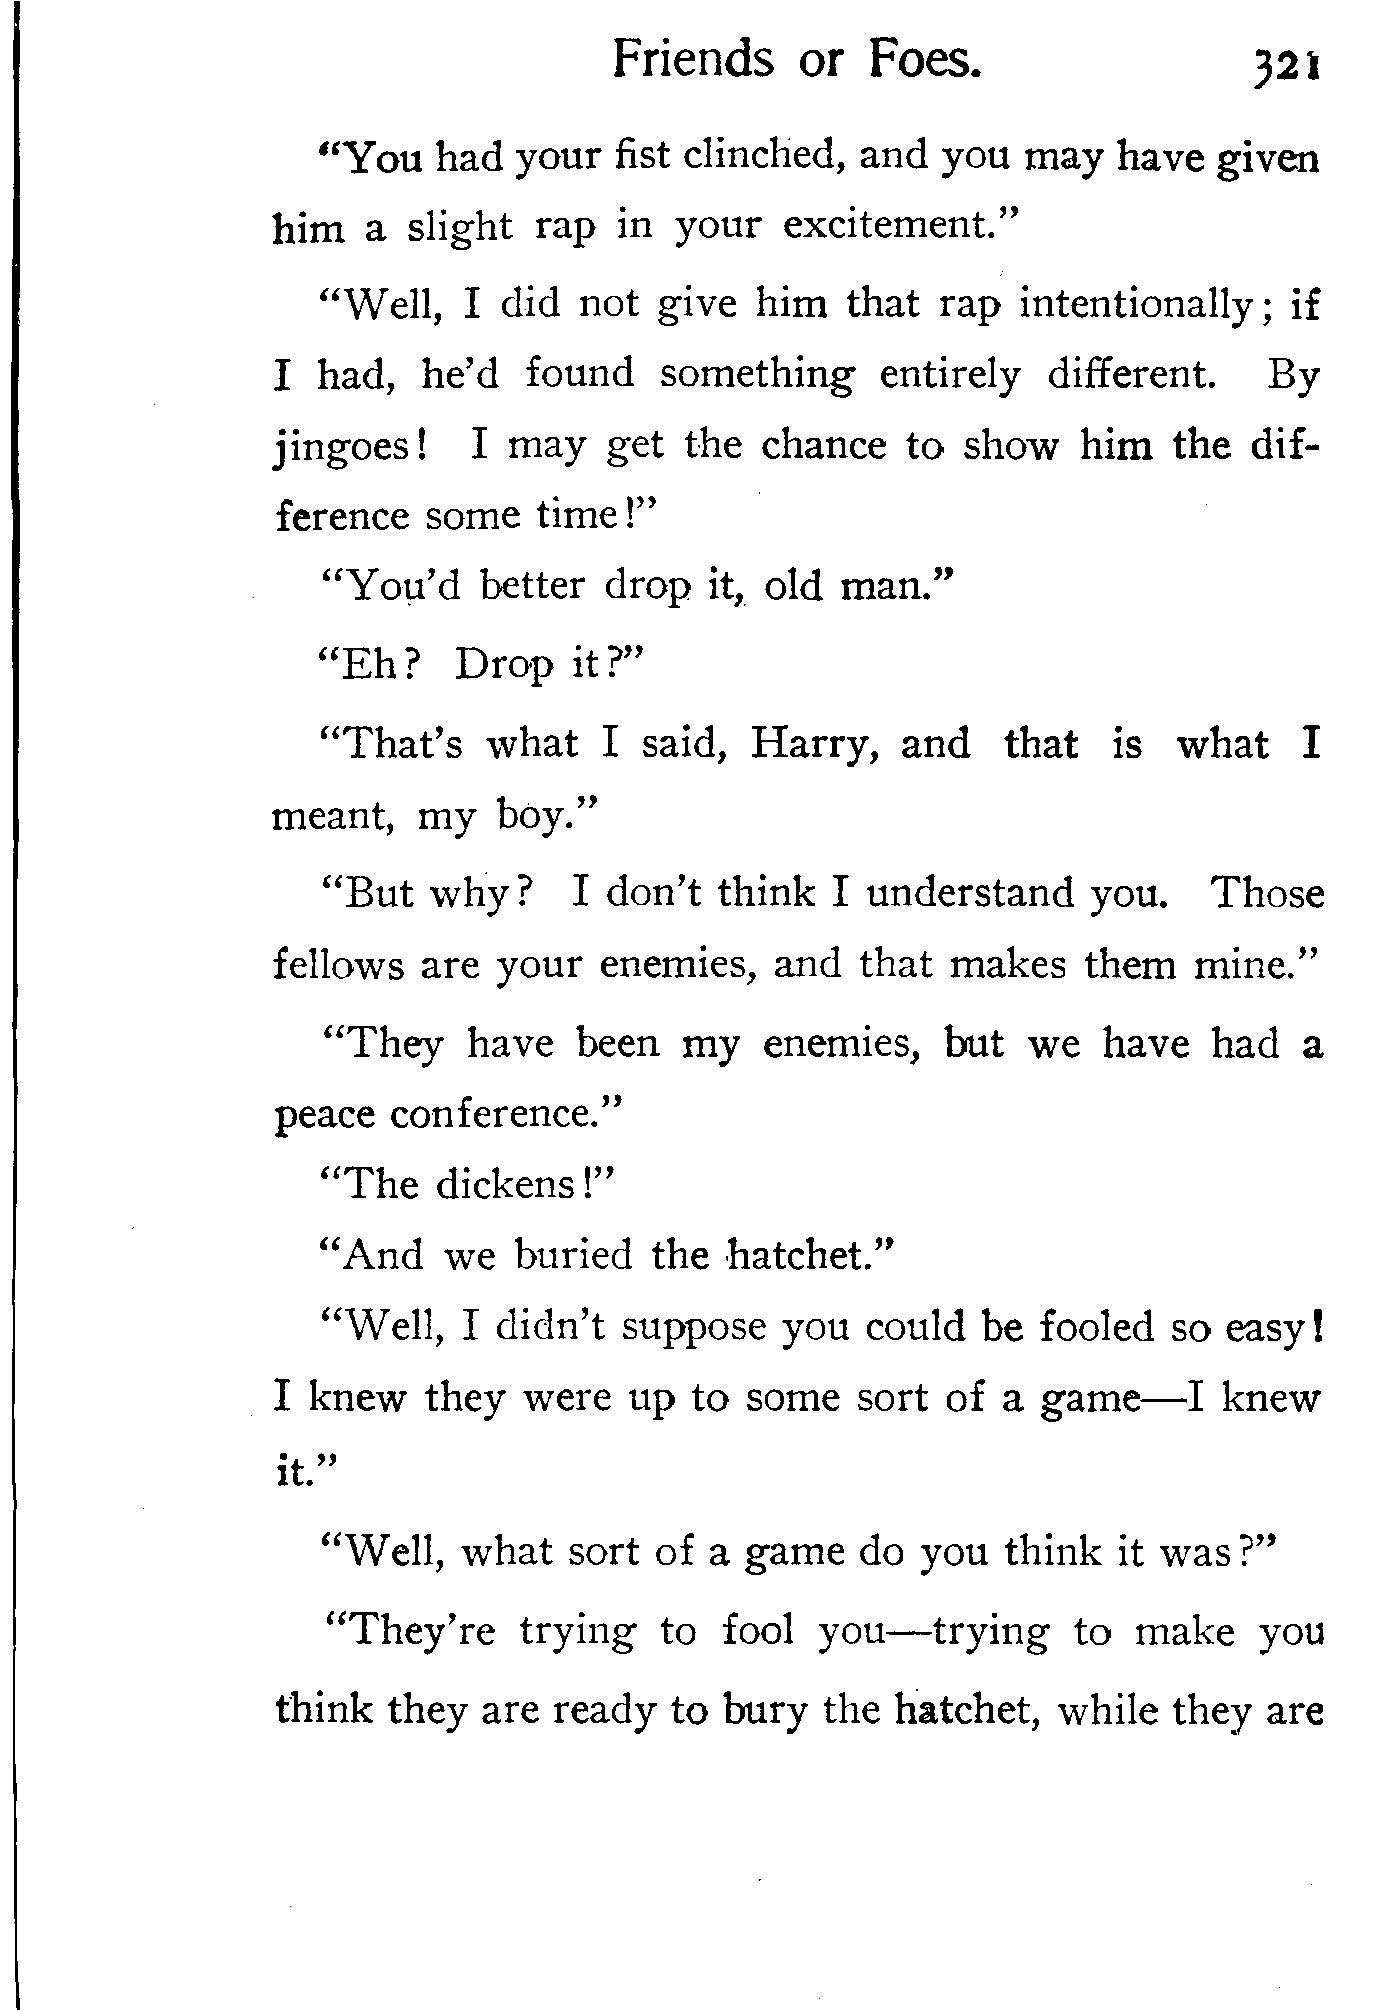 Friends or Foes. 321
“You had your fist clinched, and you may have given
him a slight rap in your excitement.”
“Well, I did not give him that rap intentionally; if
I had, he’d found something entirely different. By
jingoes! I may get the chance to show him the dif-
ference some time!”
“You’d better drop it, old man.”
“Eh? Drop it?”
“That’s what I said, Harry, and that is what I
meant, my boy.”
“But why? I don’t think I understand you. Those
fellows are your enemies, and that makes them mine.”
“They have been my enemies, but we have had a
peace conference.”
“The dickens!”
“And we buried the hatchet.”
“Well, I didn’t suppose you could be fooled so easy!
I knew they were up to some sort of a game—I knew
it.”
“Well, what sort of a game do you think it was?”
“They’re trying to fool you—trying to make you
think they are ready to bury the hatchet, while they are